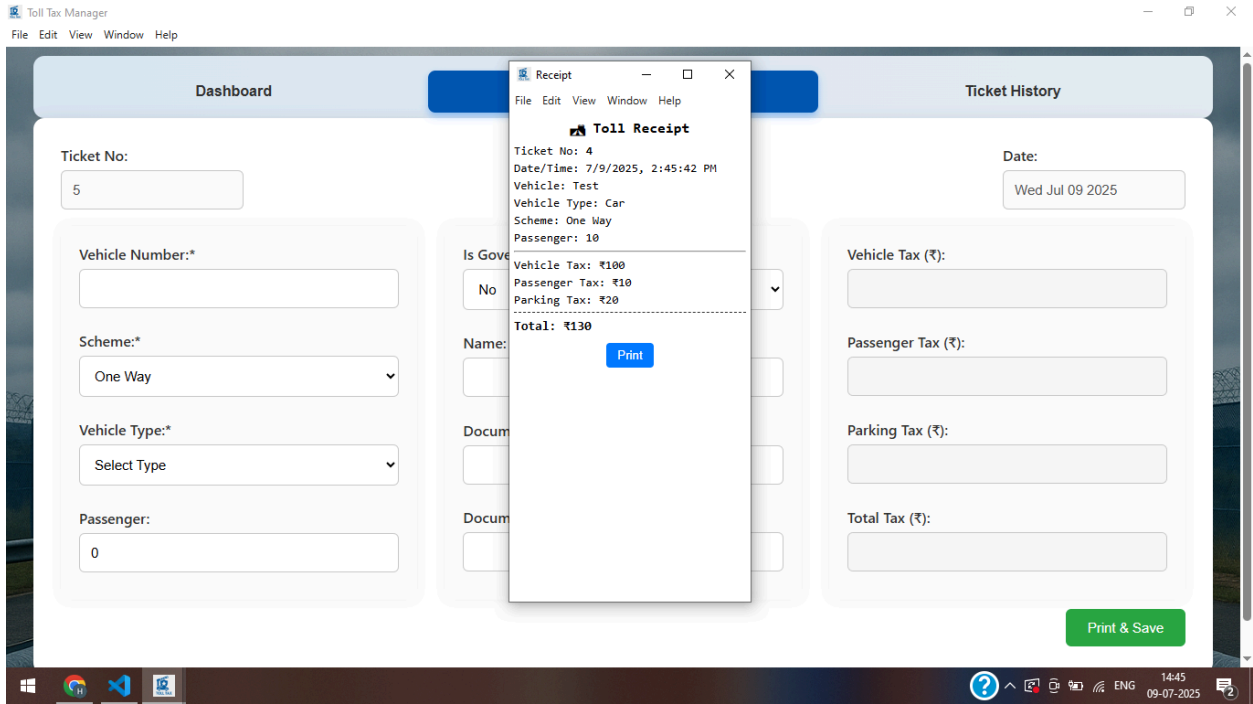 Toll Tax Manager
File Edit View Window Help
Dashboard
Ticket History
Ticket No:
5
Date:
Wed Jul 09 2025
Vehicle Number:*
Scheme:*
One Way
Vehicle Type:*
Select Type
Passenger:
0
Is Gove
No
Name:
Docum
Docum
Vehicle Tax (₹):
Passenger Tax (₹):
Parking Tax (₹):
Total Tax (₹):
Print & Save
Receipt
File Edit View Window Help
Toll Receipt
Ticket No: 4
Date/Time: 7/9/2025, 2:45:42 PM
Vehicle: Test
Vehicle Type: Car
Scheme: One Way
Passenger: 10
Vehicle Tax: ₹100
Passenger Tax: ₹10
Parking Tax: ₹20
Total: ₹130
Print
ENG
14:45
09-07-2025
2